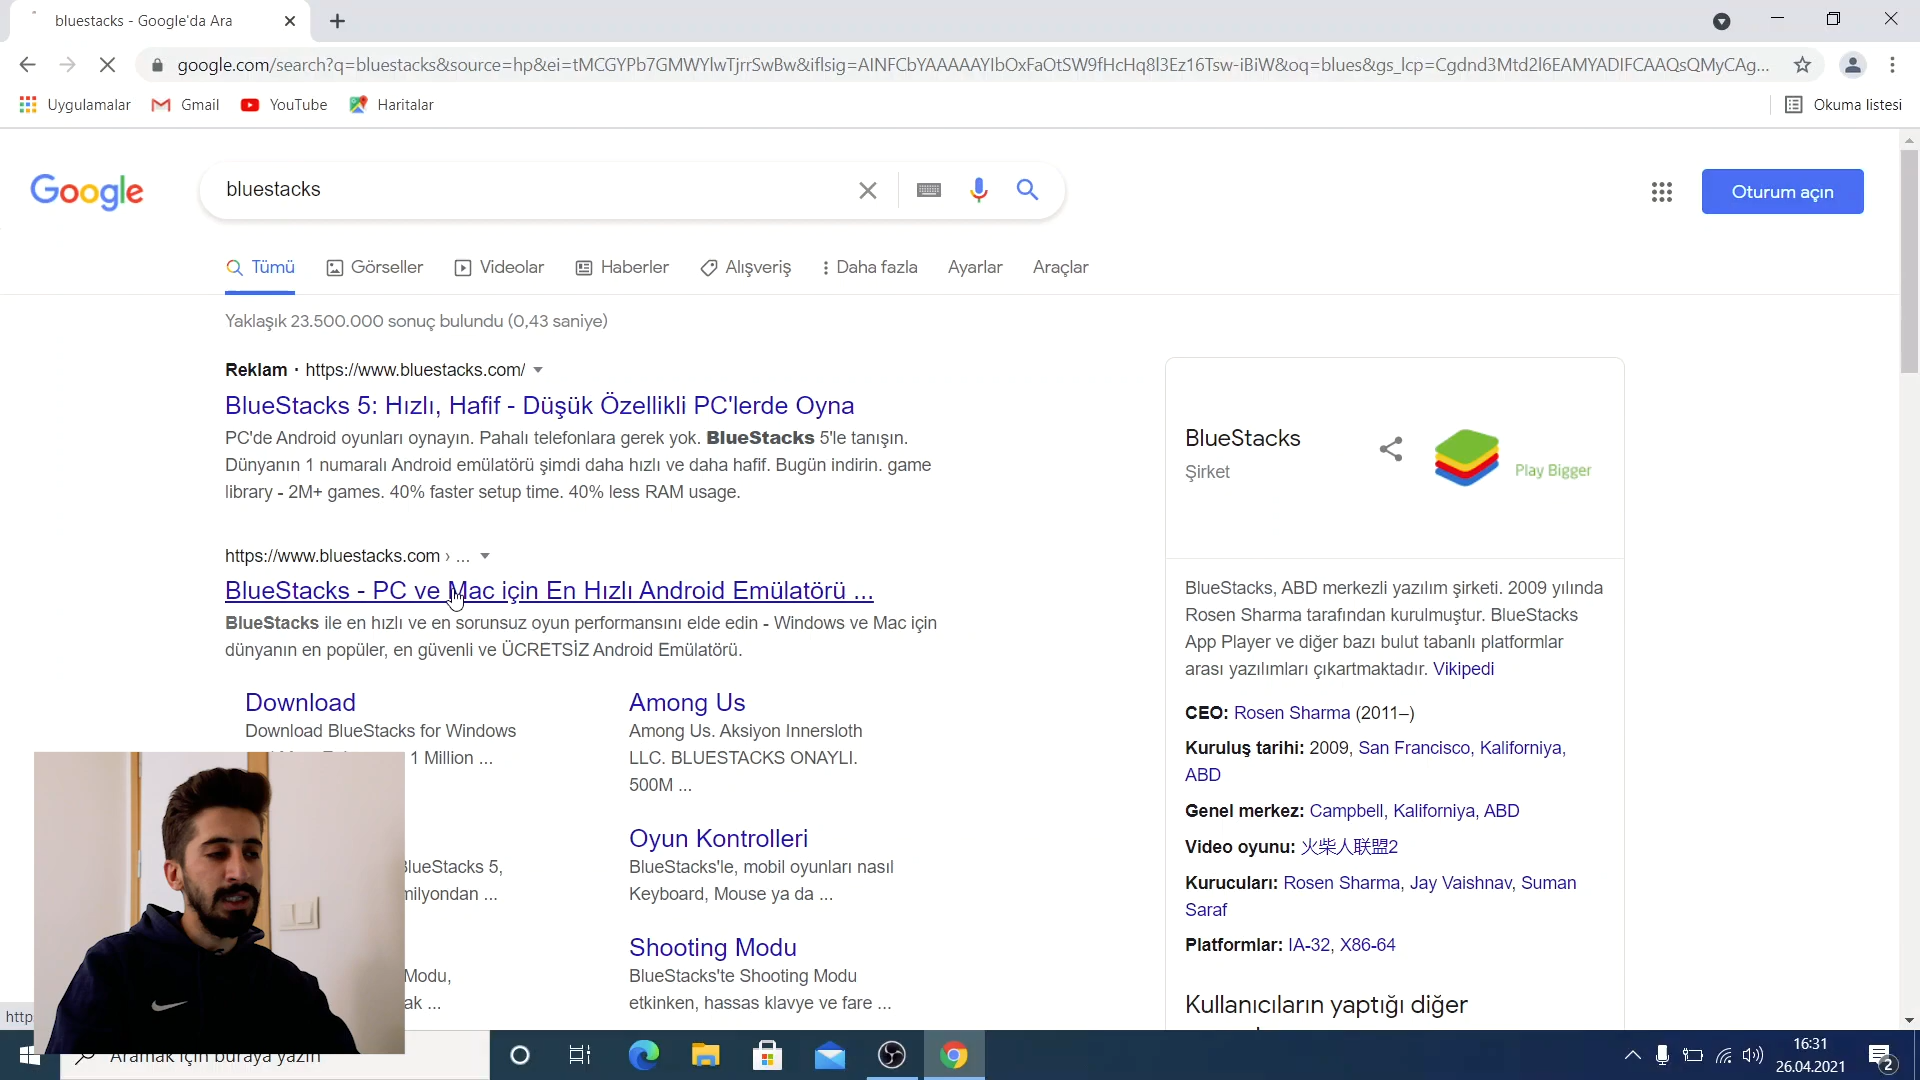 bluestacks - Google'da Ara
google.com/search?q=bluestacks&source=hp&ei=tMCGYPb7GMWYlwTjrrSwBw&iflsig=AINFCbYAAAAAYIbOxFaOtSW9fHcHq8l3Ez16Tsw-iBiW&oq=blues&gs_lcp=Cgdnd3Mtd2l6EAMYADIFCAAQsQMyCAg...
Uygulamalar Gmail YouTube Haritalar Okuma listesi
Google
bluestacks
Oturum açın
Tümü Görseller Videolar Haberler Alışveriş Daha fazla Ayarlar Araçlar
Yaklaşık 23.500.000 sonuç bulundu (0,43 saniye)
Reklam · https://www.bluestacks.com/
BlueStacks 5: Hızlı, Hafif - Düşük Özellikli PC'lerde Oyna
PC'de Android oyunları oynayın. Pahalı telefonlara gerek yok. BlueStacks 5'le tanışın.
Dünyanın 1 numaralı Android emülatörü şimdi daha hızlı ve daha hafif. Bugün indirin. game
library - 2M+ games. 40% faster setup time. 40% less RAM usage.
https://www.bluestacks.com › ...
BlueStacks - PC ve Mac için En Hızlı Android Emülatörü ...
BlueStacks ile en hızlı ve en sorunsuz oyun performansını elde edin - Windows ve Mac için
dünyanın en popüler, en güvenli ve ÜCRETSİZ Android Emülatörü.
Download
Download BlueStacks for Windows
1 Million ...
BlueStacks 5,
milyondan ...
Modu,
ak ...
Among Us
Among Us. Aksiyon Innersloth
LLC. BLUESTACKS ONAYLI.
500M ...
Oyun Kontrolleri
BlueStacks'le, mobil oyunları nasıl
Keyboard, Mouse ya da ...
Shooting Modu
BlueStacks'te Shooting Modu
etkinken, hassas klavye ve fare ...
BlueStacks
Şirket
Play Bigger
BlueStacks, ABD merkezli yazılım şirketi. 2009 yılında
Rosen Sharma tarafından kurulmuştur. BlueStacks
App Player ve diğer bazı bulut tabanlı platformlar
arası yazılımları çıkartmaktadır. Vikipedi
CEO: Rosen Sharma (2011–)
Kuruluş tarihi: 2009, San Francisco, Kaliforniya,
ABD
Genel merkez: Campbell, Kaliforniya, ABD
Video oyunu: 火柴人联盟2
Kurucuları: Rosen Sharma, Jay Vaishnav, Suman
Saraf
Platformlar: IA-32, X86-64
Kullanıcıların yaptığı diğer
http
Aramak için buraya yazın
16:31
26.04.2021
2